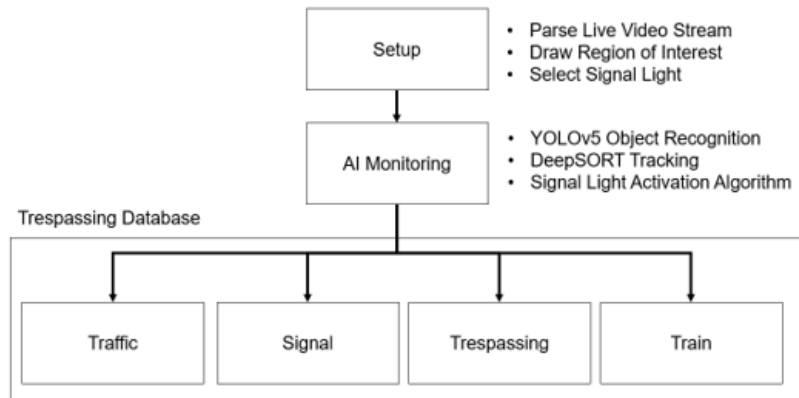 Setup
• Parse Live Video Stream
• Draw Region of Interest
• Select Signal Light
AI Monitoring
• YOLOv5 Object Recognition
• DeepSORT Tracking
• Signal Light Activation Algorithm
Trespassing Database
Traffic
Signal
Trespassing
Train